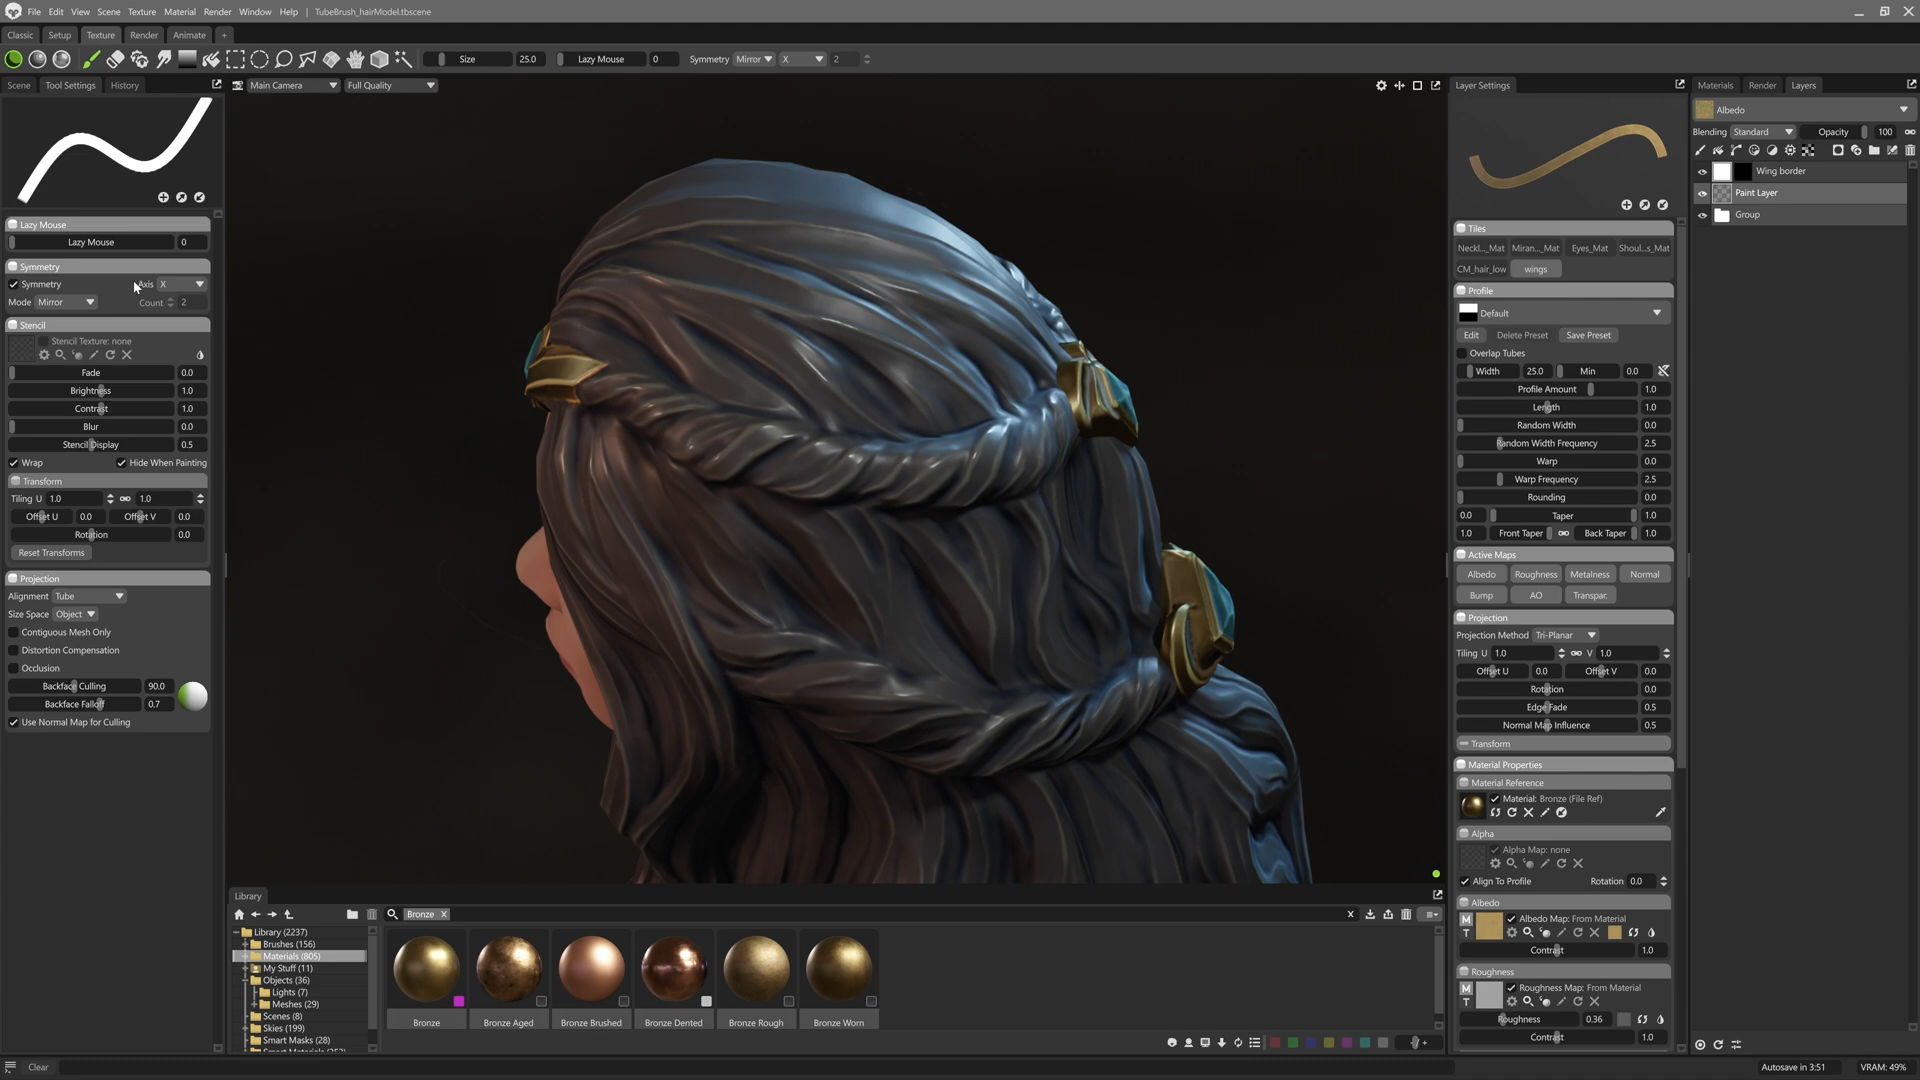 File Edit View Scene Texture Material Render Window Help | TubeBrush_hairModel.tbscene
Classic Setup Texture Render Animate +
Size 25.0 Lazy Mouse 0 Symmetry Mirror X 2
Scene Tool Settings History
Main Camera Full Quality
Lazy Mouse
Lazy Mouse 0
Symmetry
Symmetry Axis X
Mode Mirror Count 2
Stencil
Stencil Texture: none
Fade 0.0
Brightness 1.0
Contrast 1.0
Blur 0.0
Stencil Display 0.5
Wrap Hide When Painting
Transform
Tiling U 1.0 1.0
Offset U 0.0 Offset V 0.0
Rotation 0.0
Reset Transforms
Projection
Alignment Tube
Size Space Object
Contiguous Mesh Only
Distortion Compensation
Occlusion
Backface Culling 90.0
Backface Falloff 0.7
Use Normal Map for Culling
Library
Bronze X X
Library (2237)
Brushes (156)
Materials (805)
My Stuff (11)
Objects (36)
Lights (7)
Meshes (29)
Scenes (8)
Skies (199)
Smart Masks (28)
Bronze Bronze Aged Bronze Brushed Bronze Dented Bronze Rough Bronze Worn
Layer Settings
Tiles
Neckl..._Mat Miran..._Mat Eyes_Mat Shoul...s_Mat
CM_hair_low wings
Profile
Default
Edit Delete Preset Save Preset
Overlap Tubes
Width 25.0 Min 0.0
Profile Amount 1.0
Length 1.0
Random Width 0.0
Random Width Frequency 2.5
Warp 0.0
Warp Frequency 2.5
Rounding 0.0
0.0 Taper 1.0
1.0 Front Taper Back Taper 1.0
Active Maps
Albedo Roughness Metalness Normal
Bump AO Transpar.
Projection
Projection Method Tri-Planar
Tiling U 1.0 V 1.0
Offset U 0.0 Offset V 0.0
Rotation 0.0
Edge Fade 0.5
Normal Map Influence 0.5
Transform
Material Properties
Material Reference
Material: Bronze (File Ref)
Alpha
Alpha Map: none
Align To Profile Rotation 0.0
Albedo
M Albedo Map: From Material
T
Contrast 1.0
Roughness
M Roughness Map: From Material
T
Roughness 0.36
Contrast 1.0
Materials Render Layers
Albedo
Blending Standard Opacity 100
Wing border
Paint Layer
Group
Clear Autosave in 3:51 VRAM: 49%